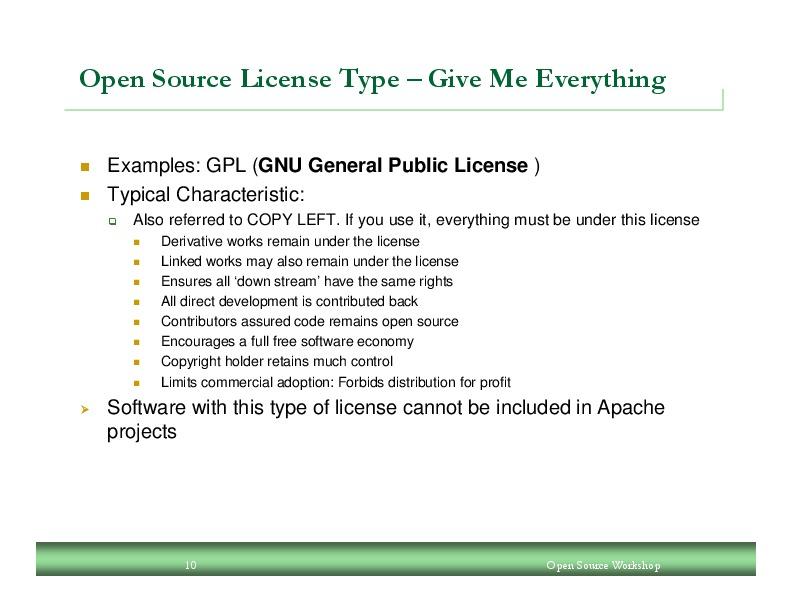 Open Source License Type – Give Me Everything
Examples: GPL (GNU General Public License )
Typical Characteristic:
Also referred to COPY LEFT. If you use it, everything must be under this license
Derivative works remain under the license
Linked works may also remain under the license
Ensures all ‘down stream’ have the same rights
All direct development is contributed back
Contributors assured code remains open source
Encourages a full free software economy
Copyright holder retains much control
Limits commercial adoption: Forbids distribution for profit
Software with this type of license cannot be included in Apache
projects
10
Open Source Workshop